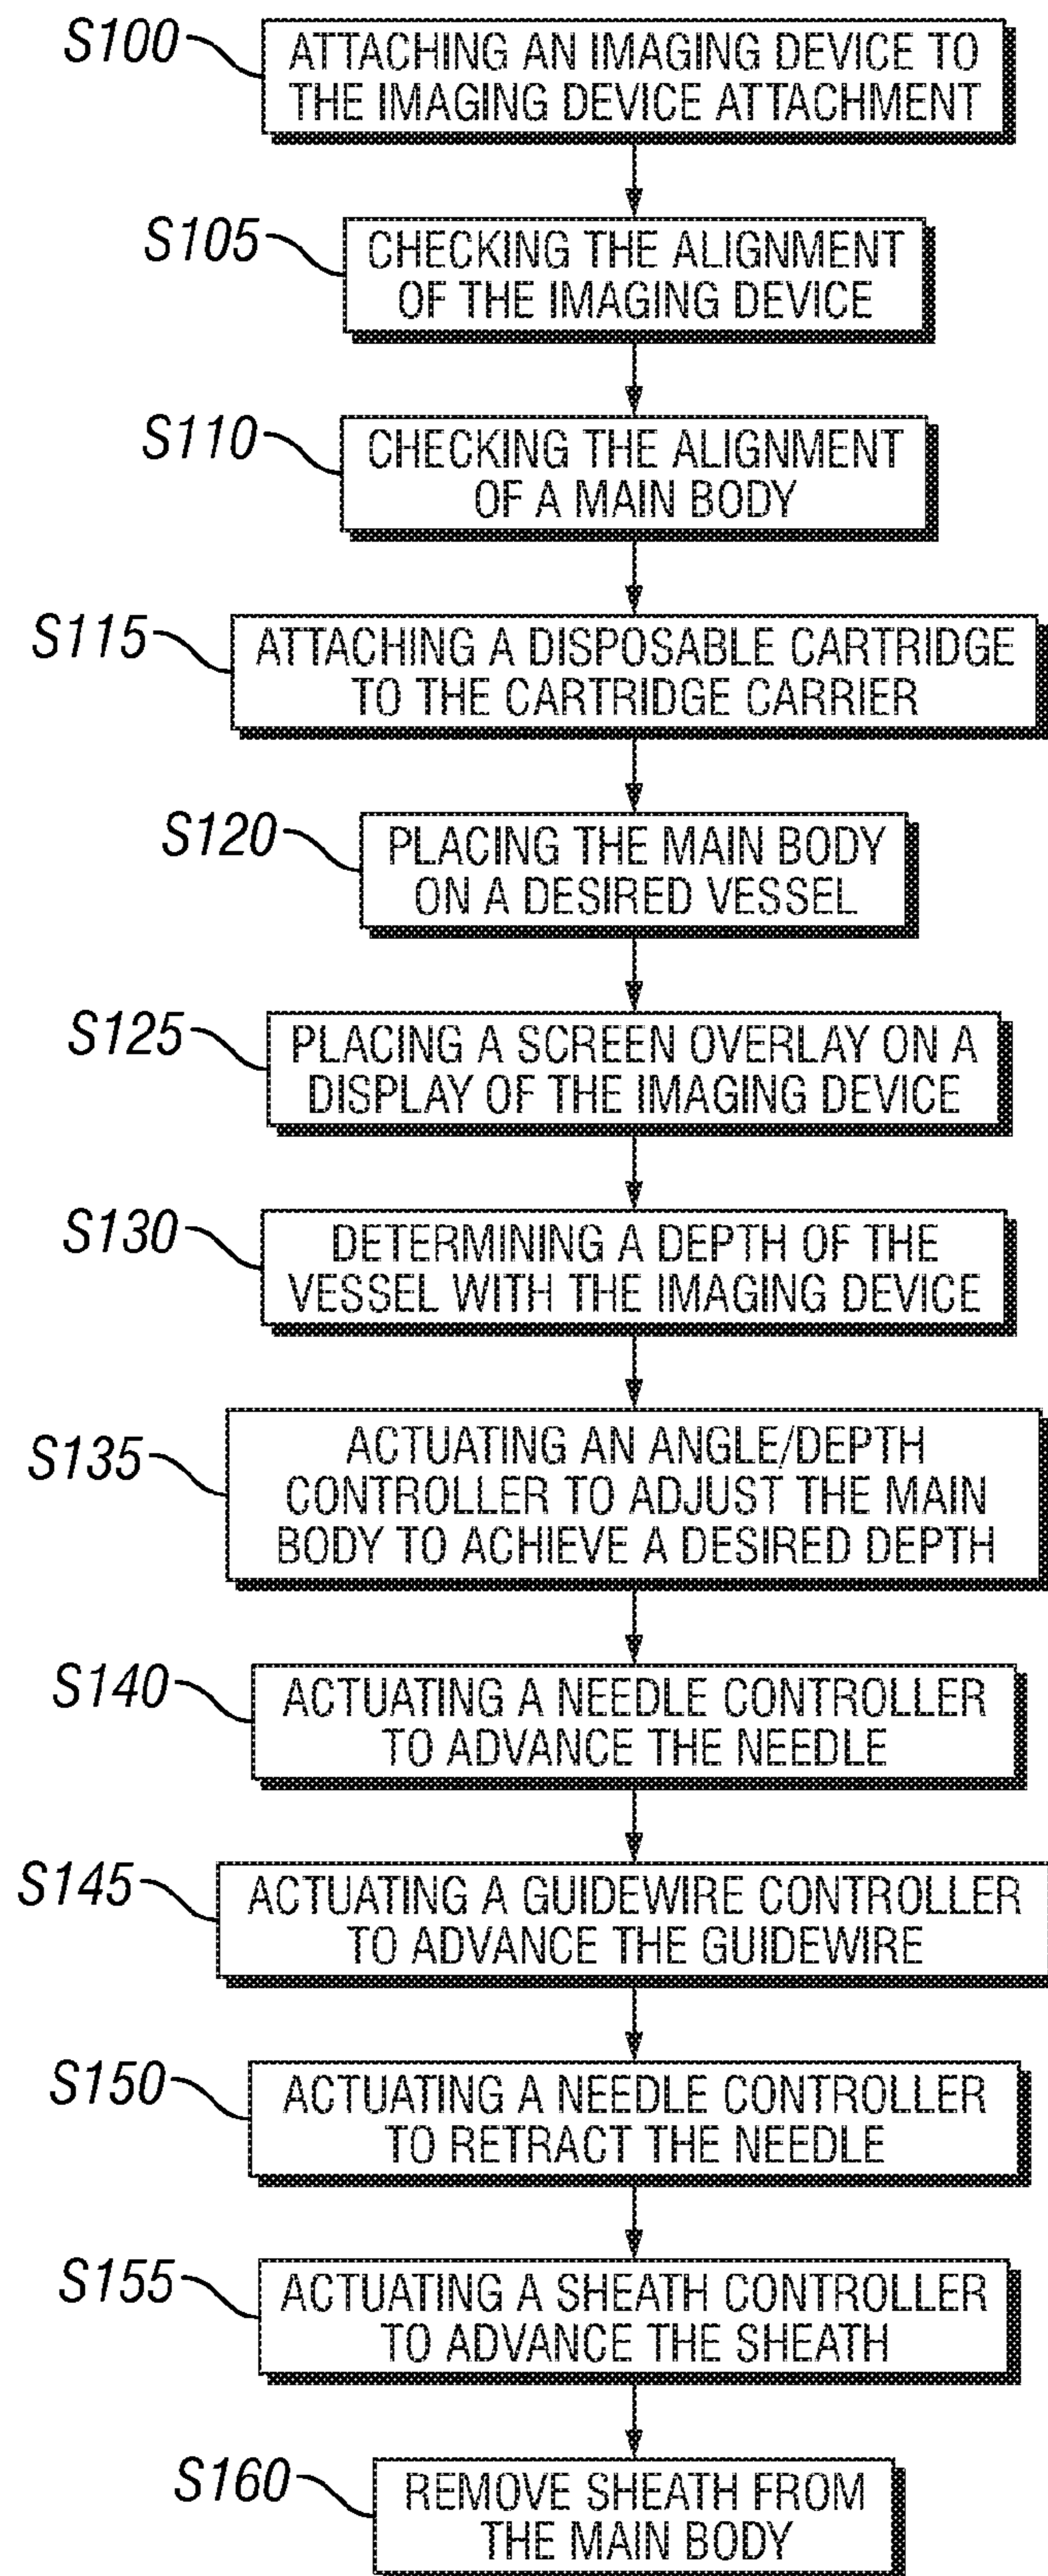 S100
ATTACHING AN IMAGING DEVICE TO
THE IMAGING DEVICE ATTACHMENT
S105
CHECKING THE ALIGNMENT
OF THE IMAGING DEVICE
S110
CHECKING THE ALIGNMENT
OF A MAIN BODY
S115
ATTACHING A DISPOSABLE CARTRIDGE
TO THE CARTRIDGE CARRIER
S120
PLACING THE MAIN BODY
ON A DESIRED VESSEL
S125
PLACING A SCREEN OVERLAY ON A
DISPLAY OF THE IMAGING DEVICE
S130
DETERMINING A DEPTH OF THE
VESSEL WITH THE IMAGING DEVICE
S135
ACTUATING AN ANGLE/DEPTH
CONTROLLER TO ADJUST THE MAIN
BODY TO ACHIEVE A DESIRED DEPTH
S140
ACTUATING A NEEDLE CONTROLLER
TO ADVANCE THE NEEDLE
S145
ACTUATING A GUIDEWIRE CONTROLLER
TO ADVANCE THE GUIDEWIRE
S150
ACTUATING A NEEDLE CONTROLLER
TO RETRACT THE NEEDLE
S155
ACTUATING A SHEATH CONTROLLER
TO ADVANCE THE SHEATH
S160
REMOVE SHEATH FROM
THE MAIN BODY